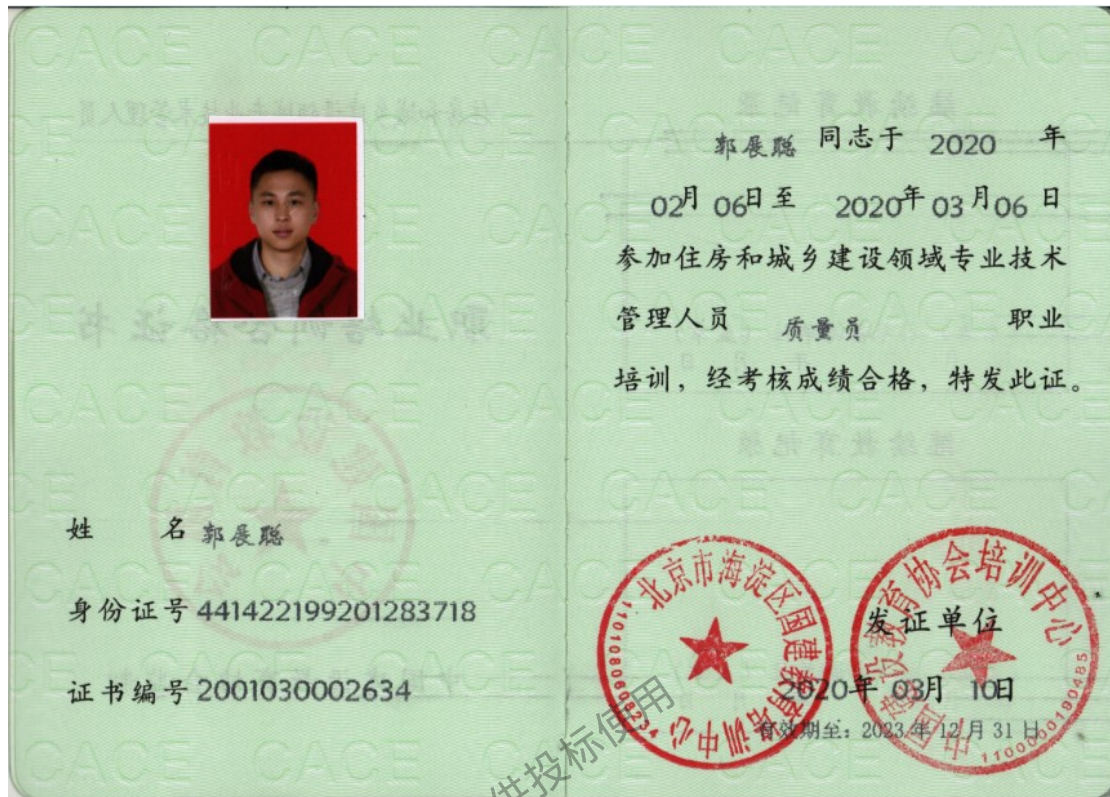 姓 名 郭展聪
身份证号 441422199201283718
证书编号 2001030002634
郭展聪 同志于 2020 年
02月 06日 至 2020年 03月06 日
参加住房和城乡建设领域专业技术
管理人员 质量员 职业
培训，经考核成绩合格，特发此证。
北京市海淀区国建教育培训中心
1101080608234
中国建设教育协会培训中心
1100000190485
发证单位
2020年 03月 10日
有效期至：2023年12月31日
供投标使用
CACE